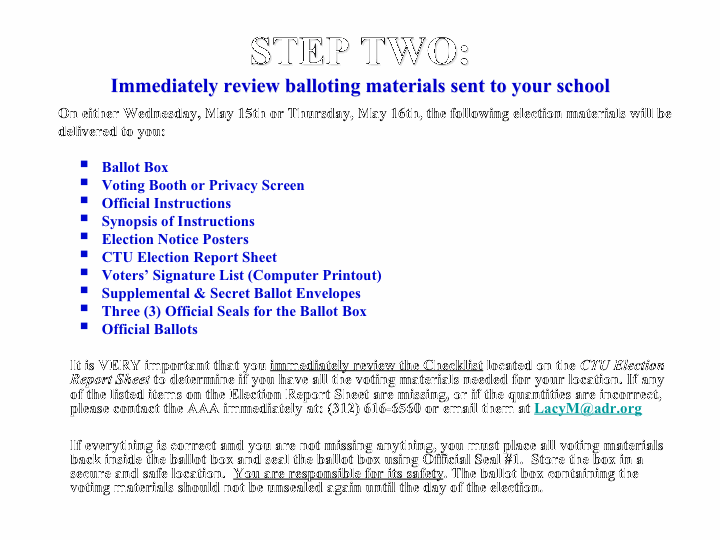 STEP TWO:
Immediately review balloting materials sent to your school
On either Wednesday, May 15th or Thursday, May 16th, the following election materials will be
delivered to you:
▪ Ballot Box
▪ Voting Booth or Privacy Screen
▪ Official Instructions
▪ Synopsis of Instructions
▪ Election Notice Posters
▪ CTU Election Report Sheet
▪ Voters’ Signature List (Computer Printout)
▪ Supplemental & Secret Ballot Envelopes
▪ Three (3) Official Seals for the Ballot Box
▪ Official Ballots
It is VERY important that you immediately review the Checklist located on the CTU Election
Report Sheet to determine if you have all the voting materials needed for your location. If any
of the listed items on the Election Report Sheet are missing, or if the quantities are incorrect,
please contact the AAA immediately at: (312) 616-6560 or email them at LacyM@adr.org
If everything is correct and you are not missing anything, you must place all voting materials
back inside the ballot box and seal the ballot box using Official Seal #1. Store the box in a
secure and safe location. You are responsible for its safety. The ballot box containing the
voting materials should not be unsealed again until the day of the election.